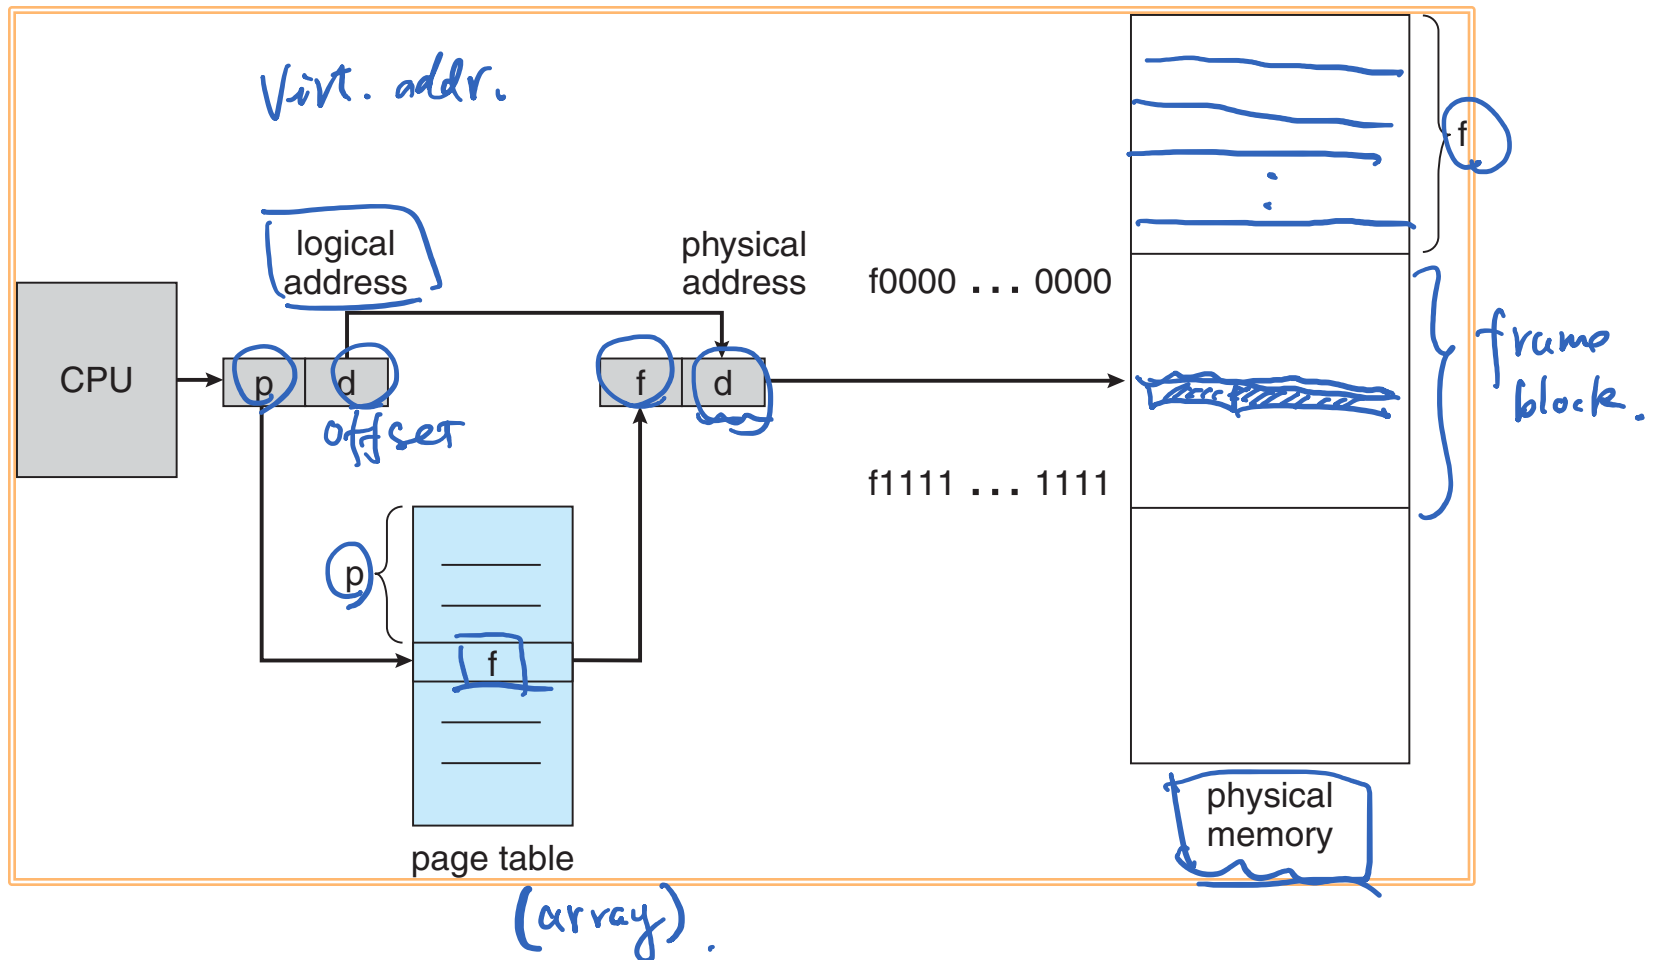 Virt. addr.
f
logical
address
physical
address
f0000 ... 0000
frame
block.
CPU
p d
f d
offset
f1111 ... 1111
p
f
physical
memory
page table
(array).